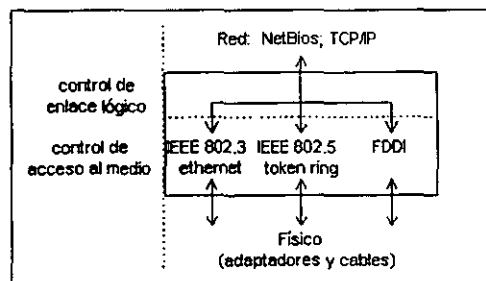 Red: NetBios; TCP/IP
control de
enlace lógico
control de
acceso al medio
IEEE 802.3
ethernet
IEEE 802.5
token ring
FDDI
Físico
(adaptadores y cables)